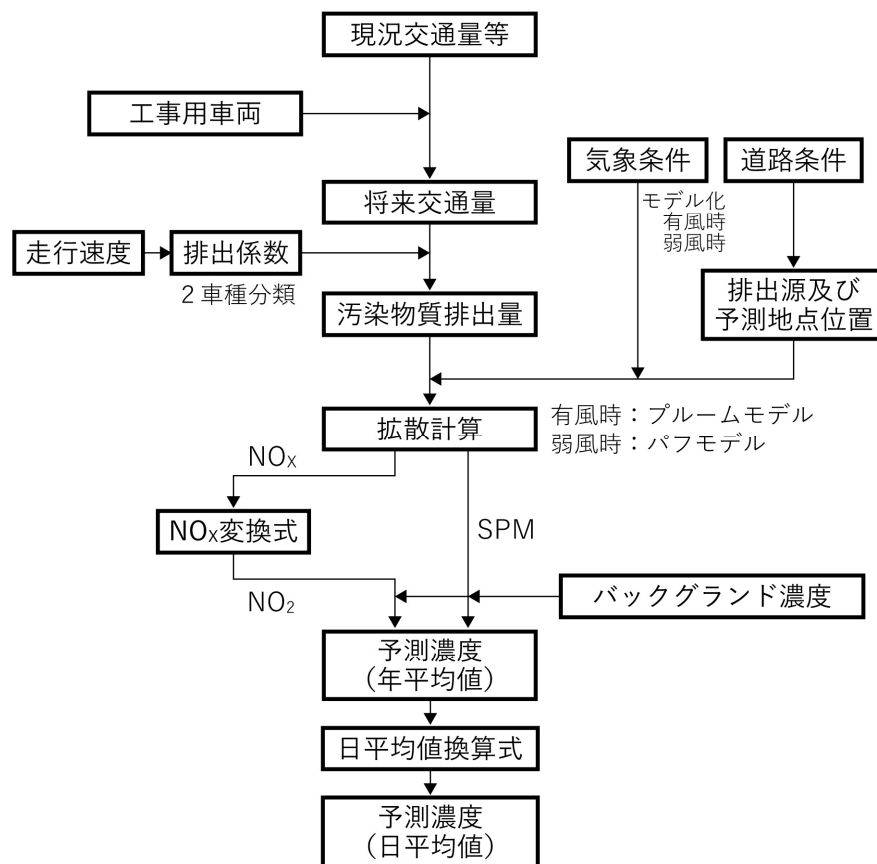 現況交通量等
工事用車両
気象条件
道路条件
将来交通量
モデル化
有風時
弱風時
走行速度
排出係数
2車種分類
汚染物質排出量
排出源及び
予測地点位置
拡散計算
有風時：プルームモデル
弱風時：パフモデル
NOX
NOX変換式
SPM
NO2
バックグランド濃度
予測濃度
（年平均値）
日平均値換算式
予測濃度
（日平均値）